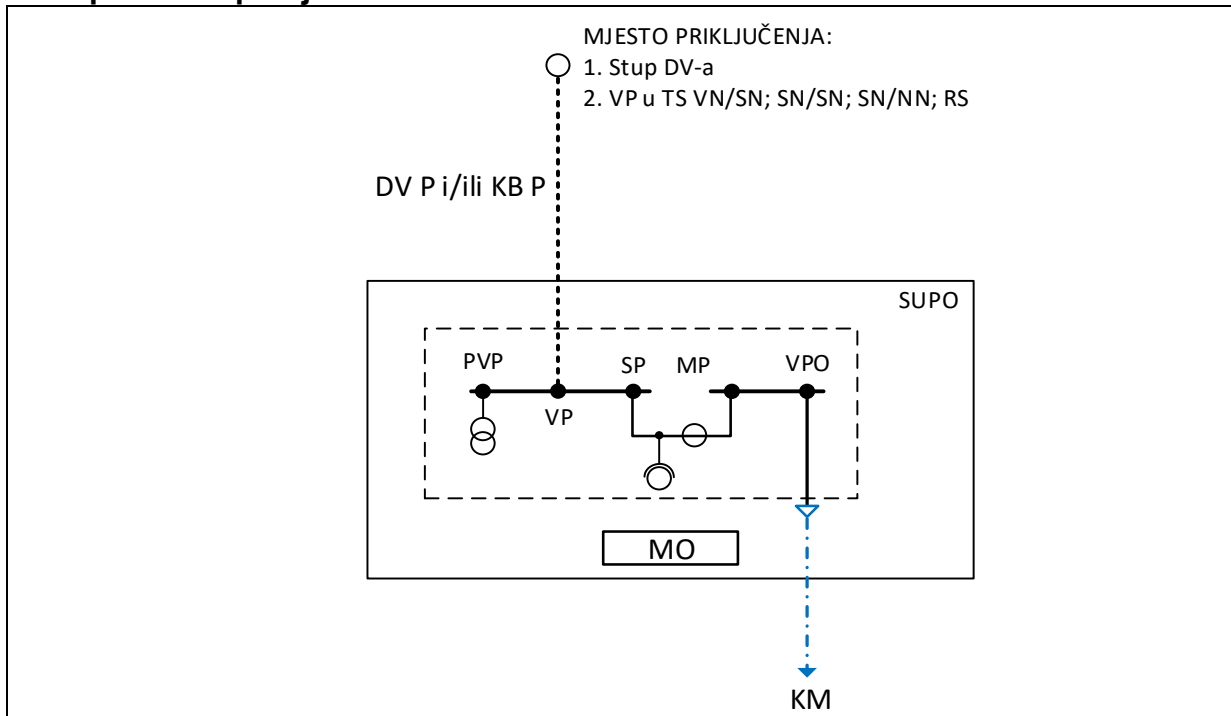 MJESTO PRIKLJUČENJA:
1. Stup DV-a
2. VP u TS VN/SN; SN/SN; SN/NN; RS
DV P i/ili KB P
SUPO
PVP
SP
MP
VPO
VP
MO
KM